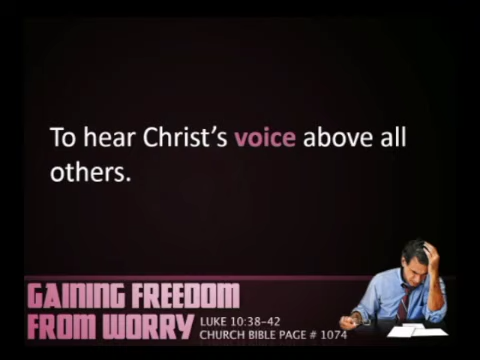 To hear Christ's voice above all
others.
GAINING FREEDOM
FROM WORRY
LUKE 10:38-42
CHURCH BIBLE PAGE # 1074